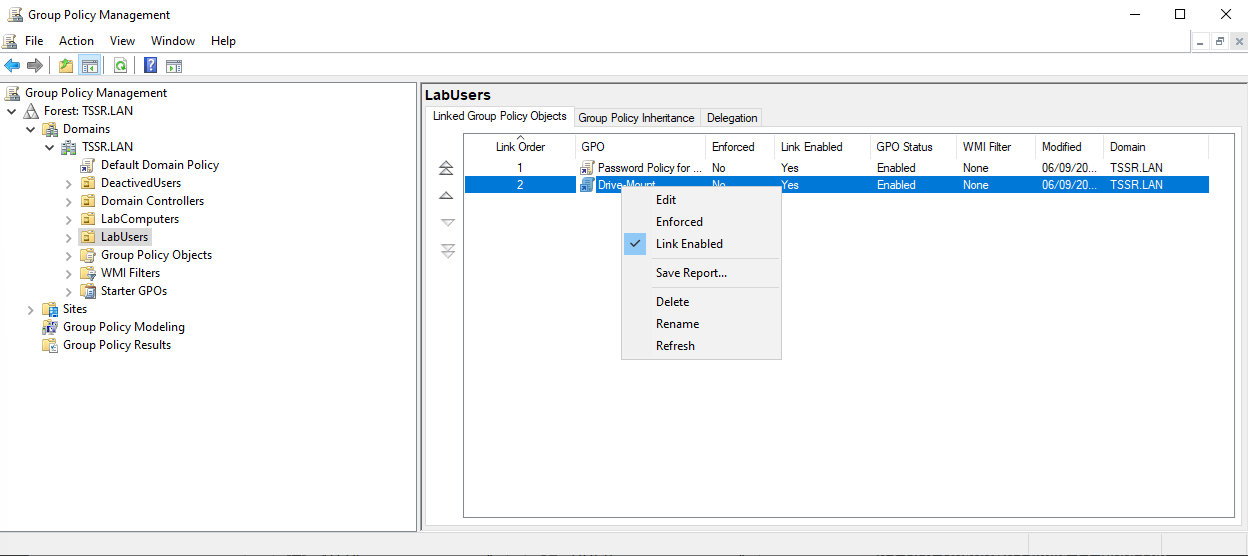 Group Policy Management
File Action View Window Help
Group Policy Management
Forest: TSSR.LAN
Domains
TSSR.LAN
Default Domain Policy
DeactivedUsers
Domain Controllers
LabComputers
LabUsers
Group Policy Objects
WMI Filters
Starter GPOs
Sites
Group Policy Modeling
Group Policy Results
LabUsers
Linked Group Policy Objects Group Policy Inheritance Delegation
Link Order GPO Enforced Link Enabled GPO Status WMI Filter Modified Domain
1 Password Policy for ... No Yes Enabled None 06/09/20... TSSR.LAN
2 Drive-Mount No Yes Enabled None 06/09/20... TSSR.LAN
Edit
Enforced
Link Enabled
Save Report...
Delete
Rename
Refresh